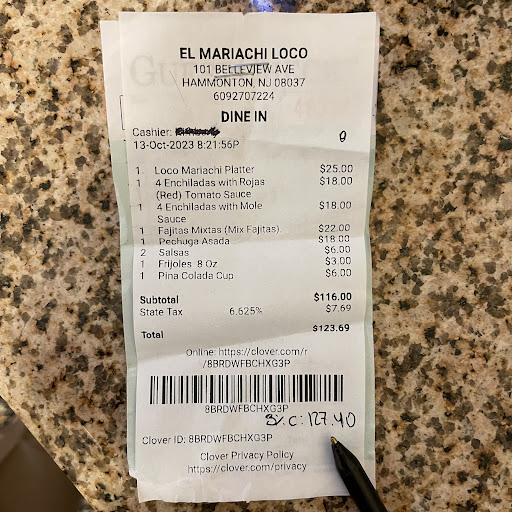 EL MARIACHI LOCO
101 BELLEVIEW AVE
HAMMONTON, NJ 08037
6092707224
DINE IN
Cashier:
13-Oct-2023 8:21:56P
1 Loco Mariachi Platter $25.00
1 4 Enchiladas with Rojas $18.00
(Red) Tomato Sauce
1 4 Enchiladas with Mole $18.00
Sauce
1 Fajitas Mixtas (Mix Fajitas) $22.00
1 Pechuga Asada $18.00
2 Salsas $6.00
1 Frijoles 8 Oz $3.00
1 Pina Colada Cup $6.00
Subtotal $116.00
State Tax 6.625% $7.69
Total $123.69
Online: https://clover.com/r
/8BRDWFBCHXG3P
8BRDWFBCHXG3P
C: 127.40
Clover ID: 8BRDWFBCHXG3P
Clover Privacy Policy
https://clover.com/privacy